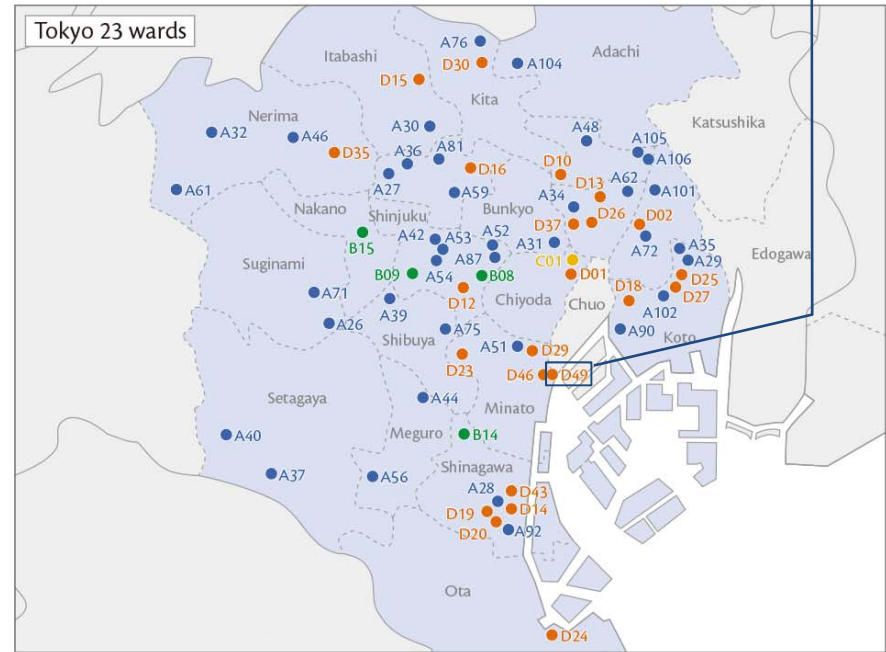 Tokyo 23 wards
A76
Adachi
Itabashi
D30
A104
D15
Kita
Katsushika
Nerima
A32
A46
A30
A48
A105
A36
A81
A106
D35
D16
D10
A61
A27
A59
D13
A62
A101
A34
Nakano
Shinjuku
Bunkyo
D37
D26
D02
B15
A42
A53
A52
A31
A72
A35
Edogawa
Suginami
A87
C01
A29
B09
A54
B08
D01
D25
D12
Chiyoda
Chuo
D18
D27
A71
A39
A102
A26
A75
A90
Koto
Shibuya
A51
D29
D23
D46
D49
Setagaya
A44
Minato
A40
Meguro
B14
Shinagawa
A37
A56
A28
D43
D19
D14
D20
A92
Ota
D24